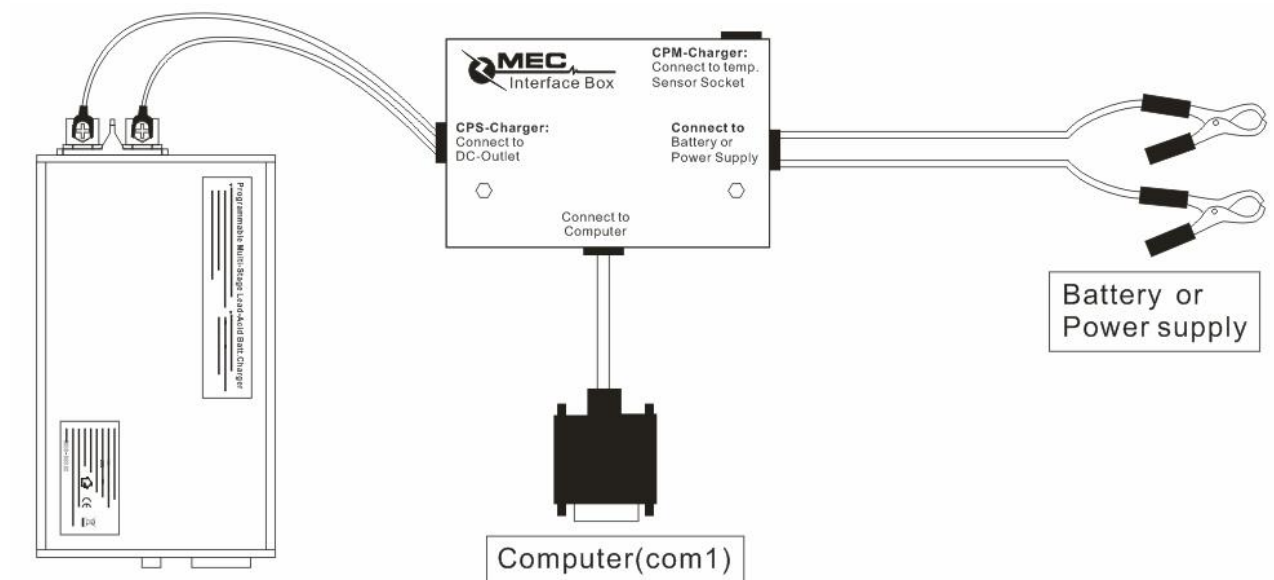 MEC
Interface Box
CPM-Charger:
Connect to temp.
Sensor Socket
CPS-Charger:
Connect to
DC-Outlet
Connect to
Battery or
Power Supply
Connect to
Computer
Programmable Multi-Stage Lead-Acid Batt.Charger
CE
Battery or
Power supply
Computer(com1)